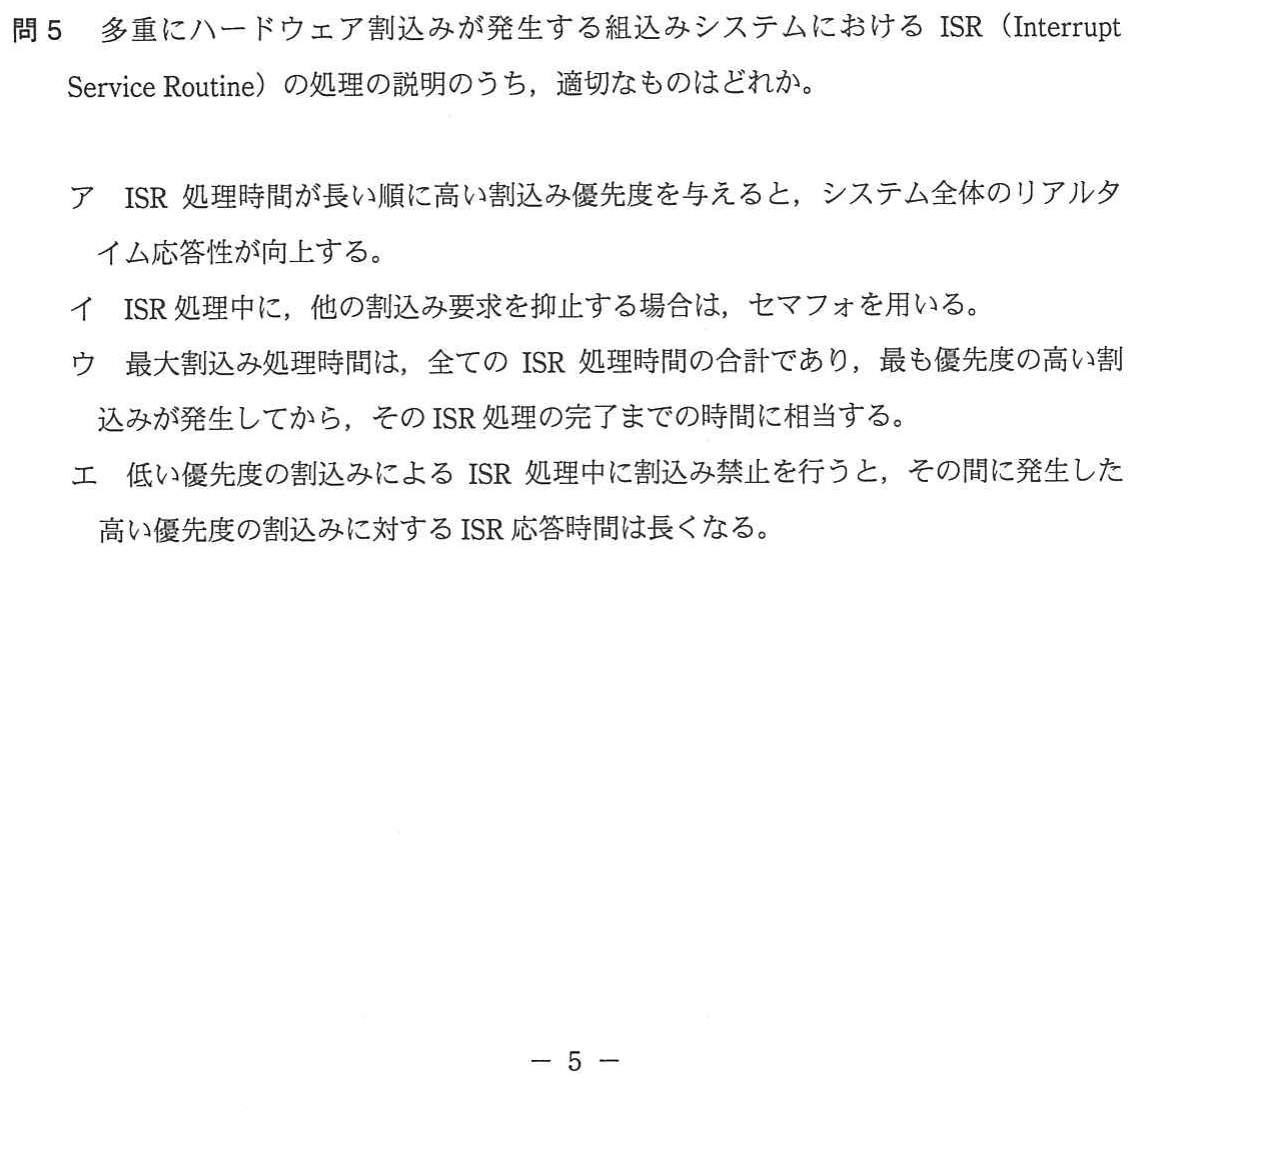 問5　多重にハードウェア割込みが発生する組込みシステムにおける ISR（Interrupt
Service Routine）の処理の説明のうち，適切なものはどれか。
ア　ISR 処理時間が長い順に高い割込み優先度を与えると，システム全体のリアルタ
イム応答性が向上する。
イ　ISR 処理中に，他の割込み要求を抑止する場合は，セマフォを用いる。
ウ　最大割込み処理時間は，全ての ISR 処理時間の合計であり，最も優先度の高い割
込みが発生してから，その ISR 処理の完了までの時間に相当する。
エ　低い優先度の割込みによる ISR 処理中に割込み禁止を行うと，その間に発生した
高い優先度の割込みに対する ISR 応答時間は長くなる。
－ 5 －